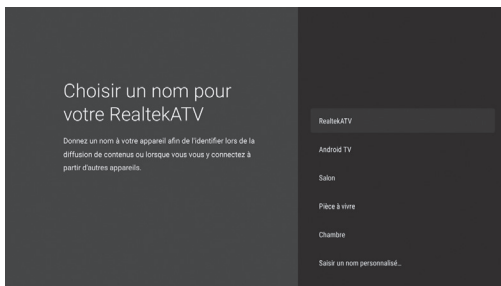 Choisir un nom pour
votre RealtekATV
Donnez un nom à votre appareil afin de l'identifier lors de la
diffusion de contenus ou lorsque vous vous y connectez à
partir d'autres appareils.
RealtekATV
Android TV
Salon
Pièce à vivre
Chambre
Saisir un nom personnalisé…